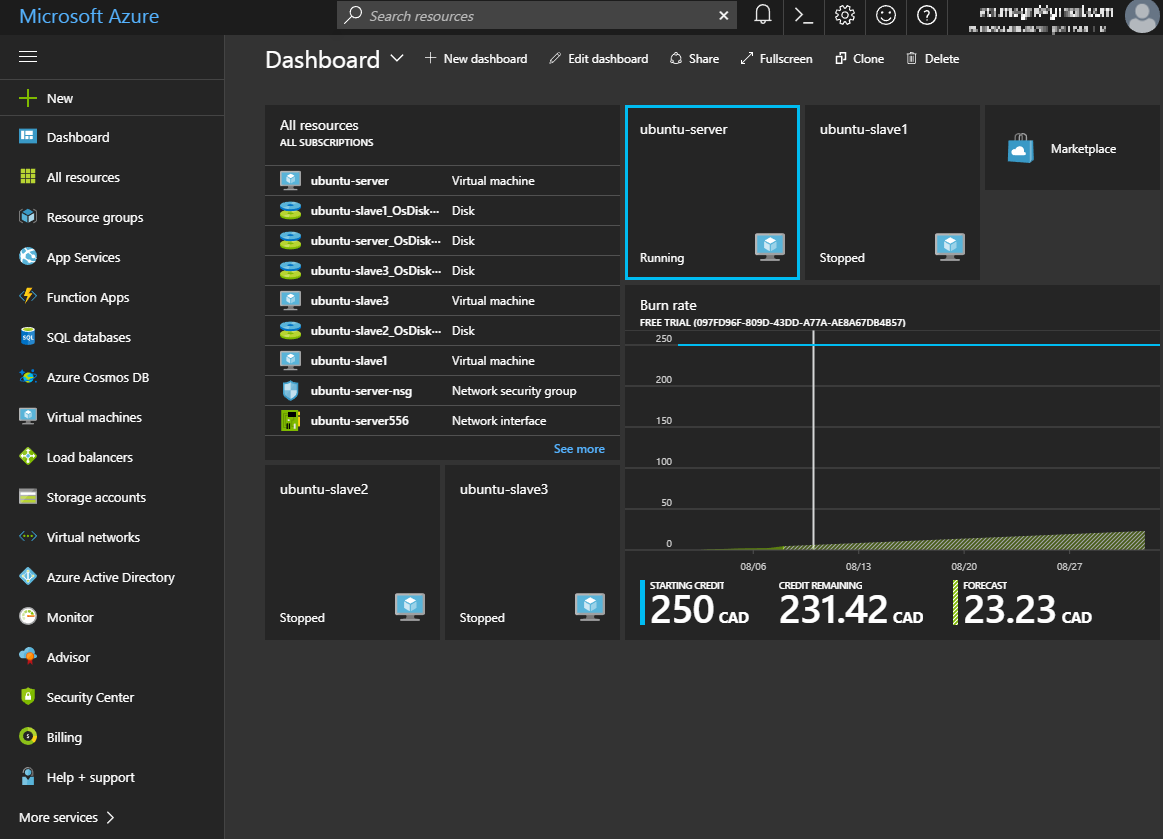 Microsoft Azure
Search resources
New
Dashboard
All resources
Resource groups
App Services
Function Apps
SQL databases
Azure Cosmos DB
Virtual machines
Load balancers
Storage accounts
Virtual networks
Azure Active Directory
Monitor
Advisor
Security Center
Billing
Help + support
More services
Dashboard New dashboard Edit dashboard Share Fullscreen Clone Delete
All resources
ALL SUBSCRIPTIONS
ubuntu-server Virtual machine
ubuntu-slave1_OsDisk··· Disk
ubuntu-server_OsDisk··· Disk
ubuntu-slave3_OsDisk··· Disk
ubuntu-slave3 Virtual machine
ubuntu-slave2_OsDisk··· Disk
ubuntu-slave1 Virtual machine
ubuntu-server-nsg Network security group
ubuntu-server556 Network interface
See more
ubuntu-server
Running
ubuntu-slave1
Stopped
Marketplace
ubuntu-slave2
Stopped
ubuntu-slave3
Stopped
Burn rate
FREE TRIAL (097FD96F-809D-43DD-A77A-AE8A67DB4B57)
250
200
150
100
50
0
08/06 08/13 08/20 08/27
STARTING CREDIT
250 CAD
CREDIT REMAINING
231.42 CAD
FORECAST
23.23 CAD